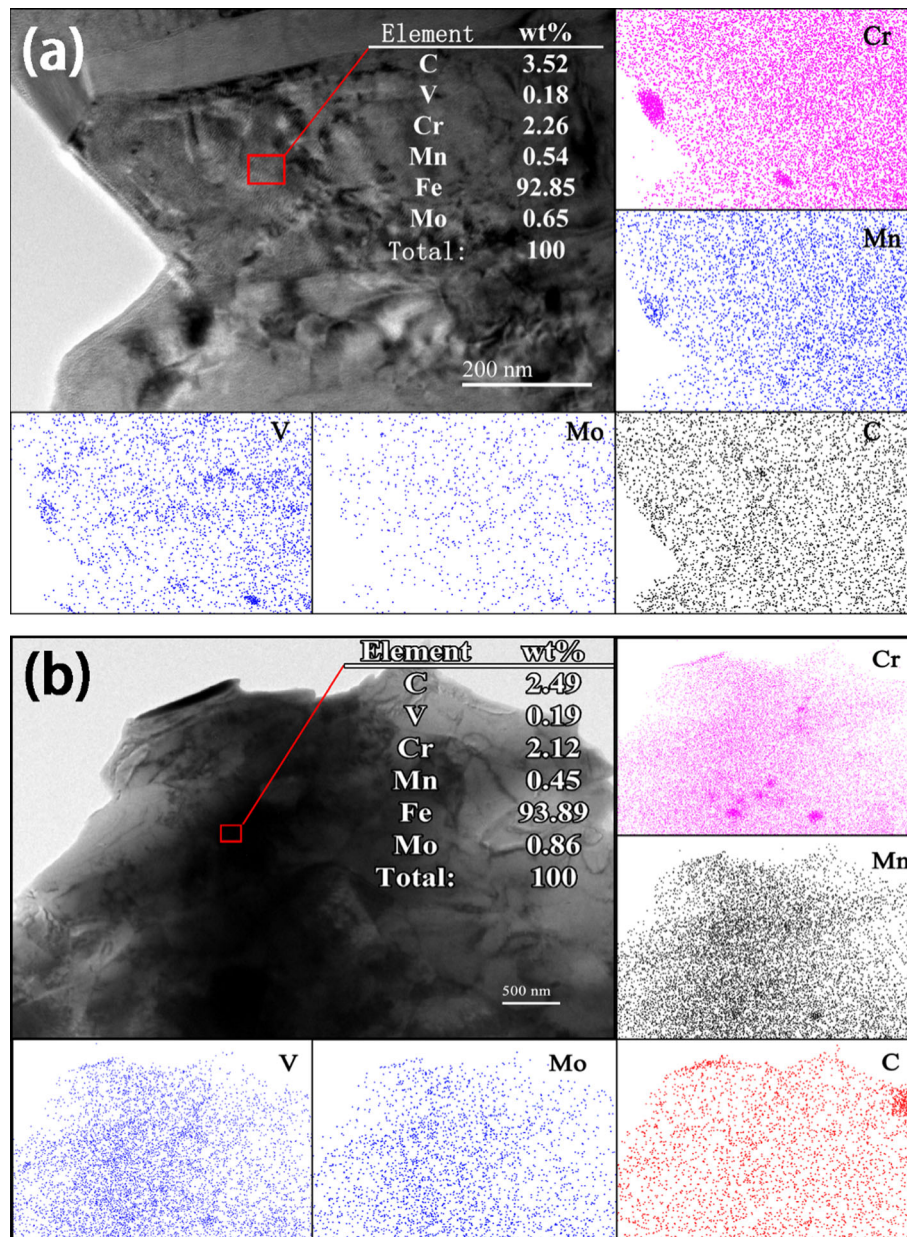 (a)
Element wt%
C 3.52
V 0.18
Cr 2.26
Mn 0.54
Fe 92.85
Mo 0.65
Total: 100
200 nm
Cr
Mn
V
Mo
C
(b)
Element wt%
C 2.49
V 0.19
Cr 2.12
Mn 0.45
Fe 93.89
Mo 0.86
Total: 100
500 nm
Cr
Mn
V
Mo
C